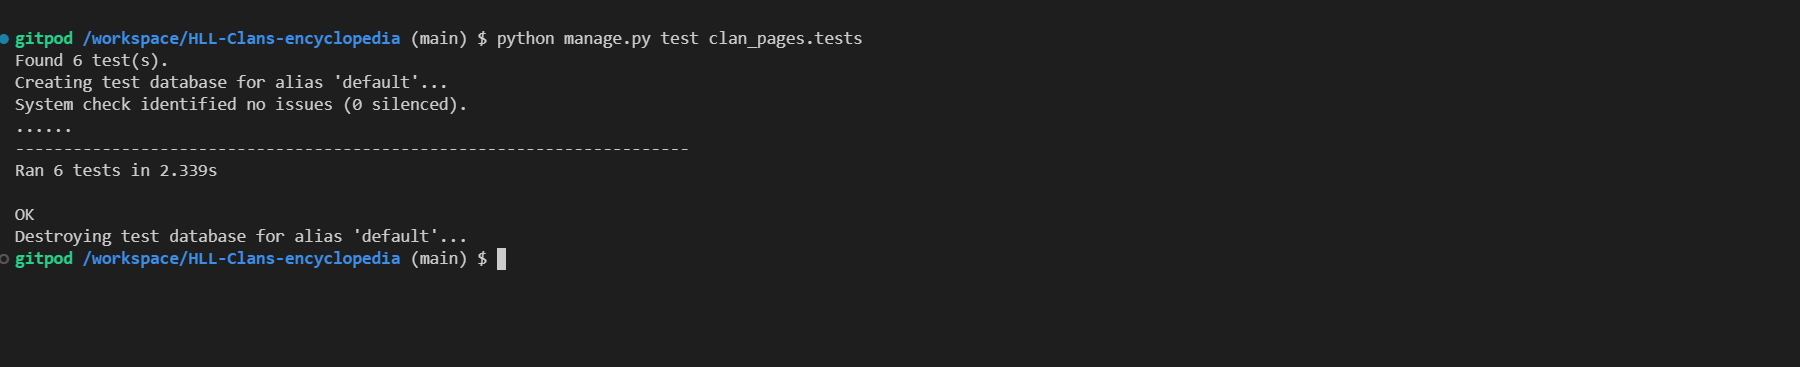 gitpod /workspace/HLL-Clans-encyclopedia (main) $ python manage.py test clan_pages.tests
Found 6 test(s).
Creating test database for alias 'default'...
System check identified no issues (0 silenced).
......
----------------------------------------------------------------------
Ran 6 tests in 2.339s
OK
Destroying test database for alias 'default'...
gitpod /workspace/HLL-Clans-encyclopedia (main) $